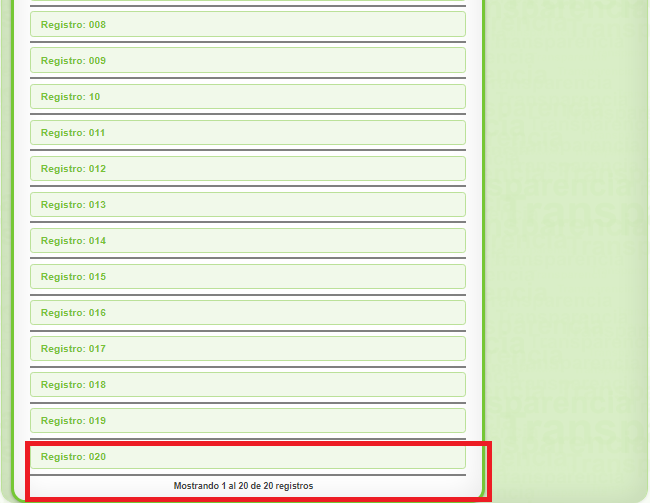 Registro: 008
Registro: 009
Registro: 10
Registro: 011
Registro: 012
Registro: 013
Registro: 014
Registro: 015
Registro: 016
Registro: 017
Registro: 018
Registro: 019
Registro: 020
Mostrando 1 al 20 de 20 registros